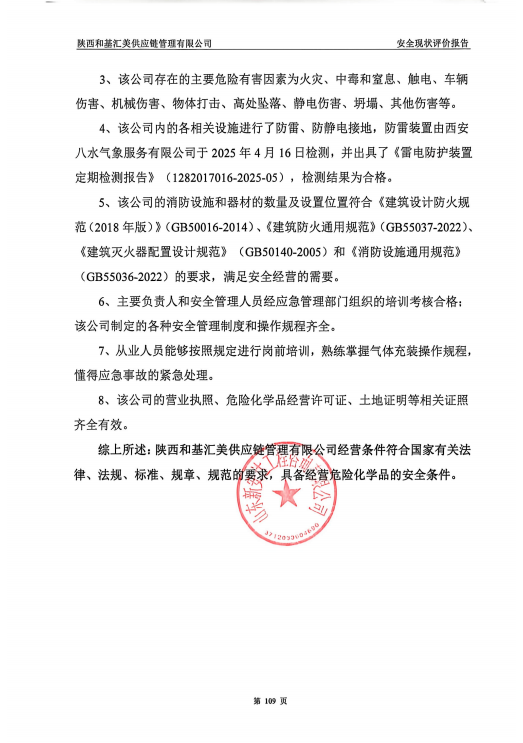 陕西和基汇美供应链管理有限公司 安全现状评价报告
3、该公司存在的主要危险有害因素为火灾、中毒和窒息、触电、车辆
伤害、机械伤害、物体打击、高处坠落、静电伤害、坍塌、其他伤害等。
4、该公司内的各相关设施进行了防雷、防静电接地，防雷装置由西安
八水气象服务有限公司于 2025 年 4 月 16 日检测，并出具了《雷电防护装置
定期检测报告》（1282017016-2025-05），检测结果为合格。
5、该公司的消防设施和器材的数量及设置位置符合《建筑设计防火规
范（2018 年版）》（GB50016-2014）、《建筑防火通用规范》（GB55037-2022）、
《建筑灭火器配置设计规范》（GB50140-2005）和《消防设施通用规范》
（GB55036-2022）的要求，满足安全经营的需要。
6、主要负责人和安全管理人员经应急管理部门组织的培训考核合格；
该公司制定的各种安全管理制度和操作规程齐全。
7、从业人员能够按照规定进行岗前培训，熟练掌握气体充装操作规程，
懂得应急事故的紧急处理。
8、该公司的营业执照、危险化学品经营许可证、土地证明等相关证照
齐全有效。
综上所述：陕西和基汇美供应链管理有限公司经营条件符合国家有关法
律、法规、标准、规章、规范的要求，具备经营危险化学品的安全条件。
第 109 页